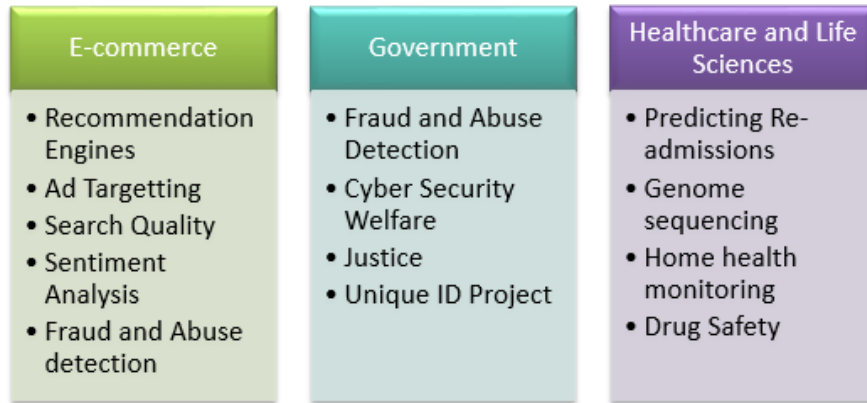 E-commerce
• Recommendation
Engines
• Ad Targetting
• Search Quality
• Sentiment
Analysis
• Fraud and Abuse
detection
Government
• Fraud and Abuse
Detection
• Cyber Security
Welfare
• Justice
• Unique ID Project
Healthcare and Life
Sciences
• Predicting Re-
admissions
• Genome
sequencing
• Home health
monitoring
• Drug Safety